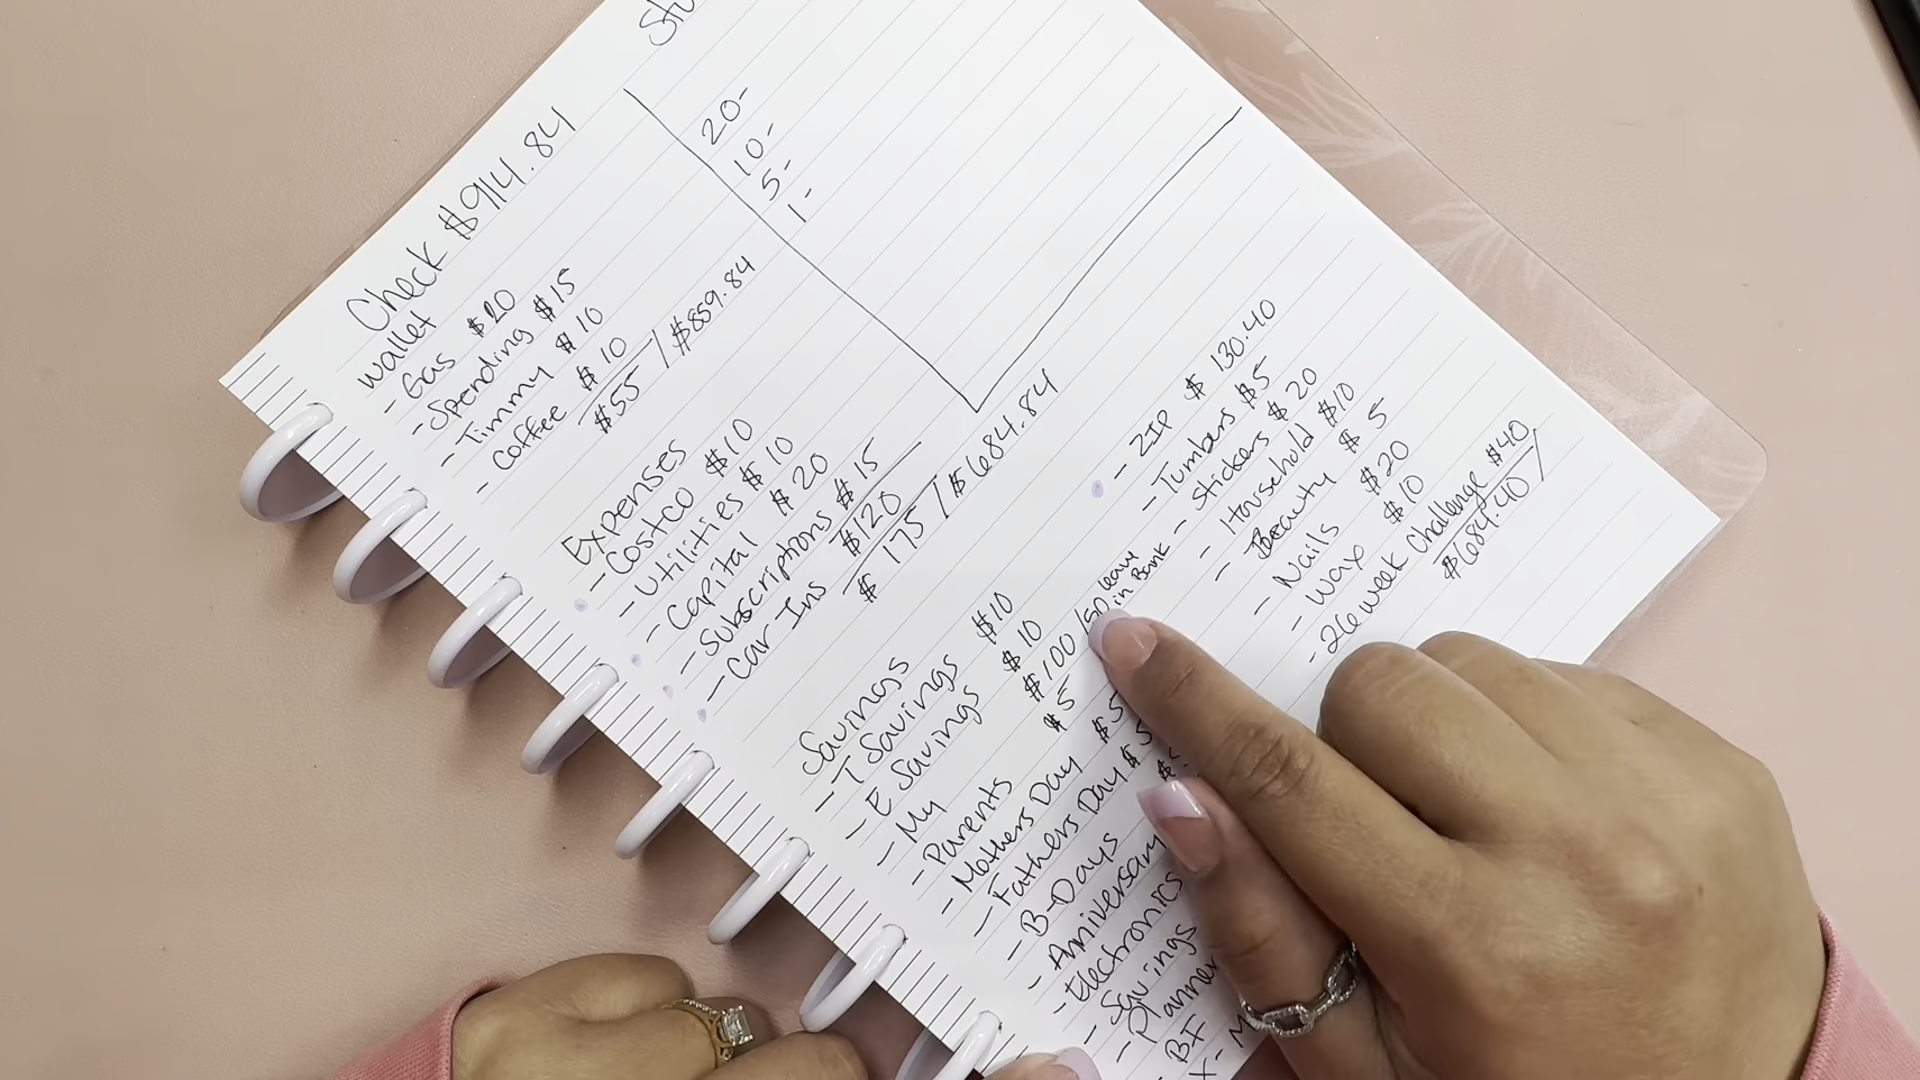 Check $914.84
Wallet
- Gas $20
- Spending $15
- Timmy $10
- Coffee $10
$55 / $859.84
20-
10-
5-
1-
Expenses
- Costco $10
- Utilities $10
- Capital $20
- Subscriptions $15
- Car Ins $120
$175 / $684.84
Savings
- T Savings $10
- E Savings $10
- My $100 /50 leave in Bank
- Parents $5
- Mothers Day $5
- Fathers Day $5
- B-Days
- Anniversary
- Electronics
- Savings
- Planner
- BF
- ZIP $130.40
- Tumbers $5
- Stickers $20
- Household $10
- Beauty $5
- Nails $20
- Wax $10
- 26 week Challenge $40
$684.40/